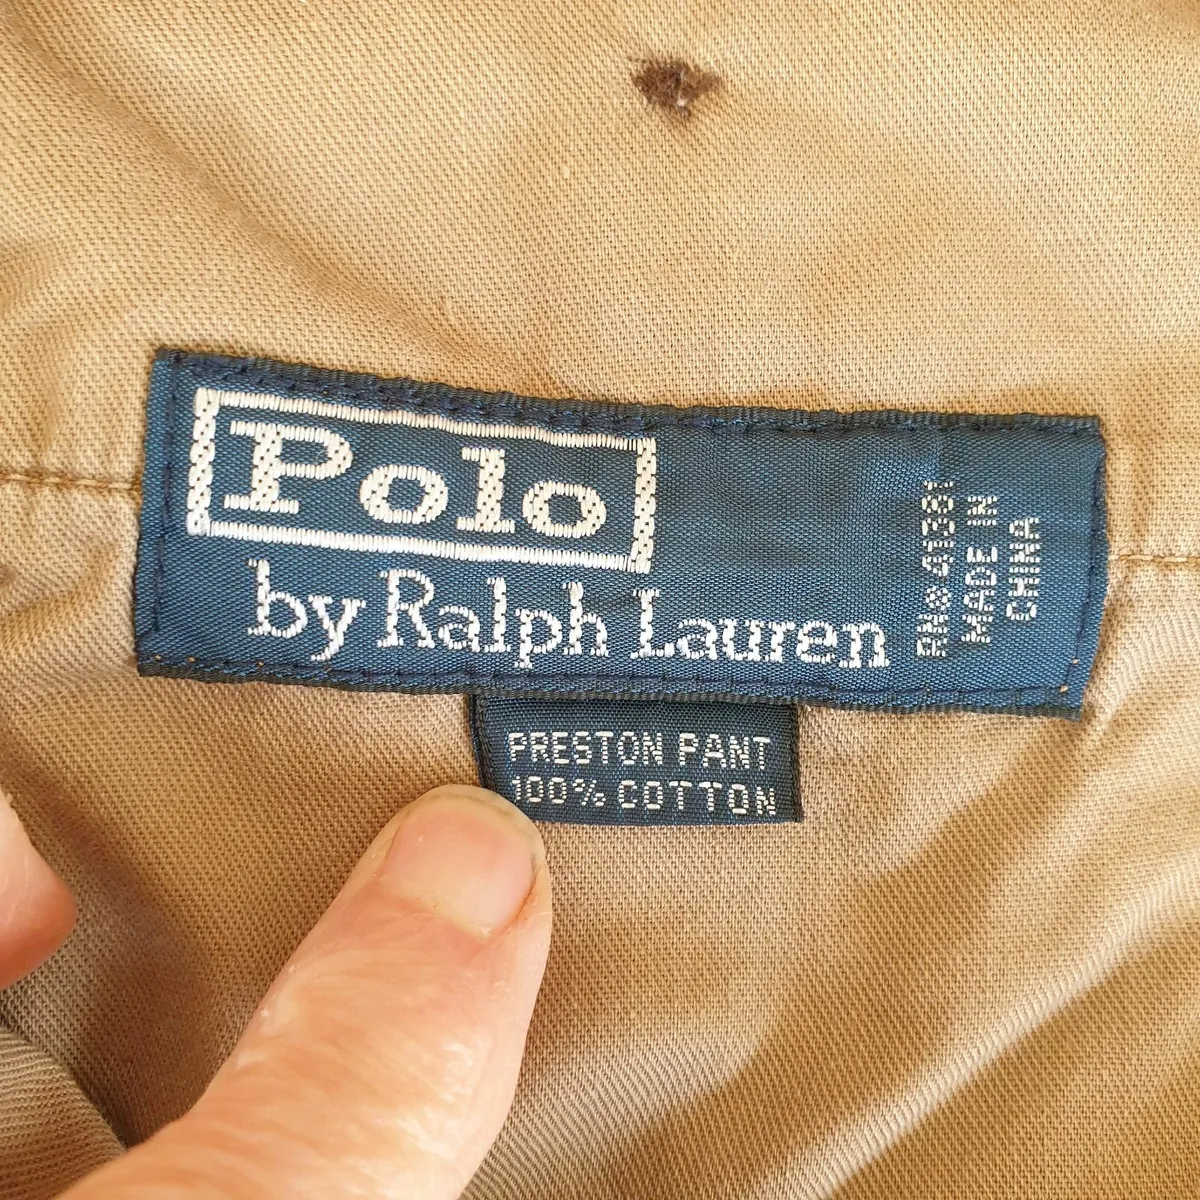 Polo
by Ralph Lauren
RN# 41381
MADE IN
CHINA
PRESTON PANT
100% COTTON